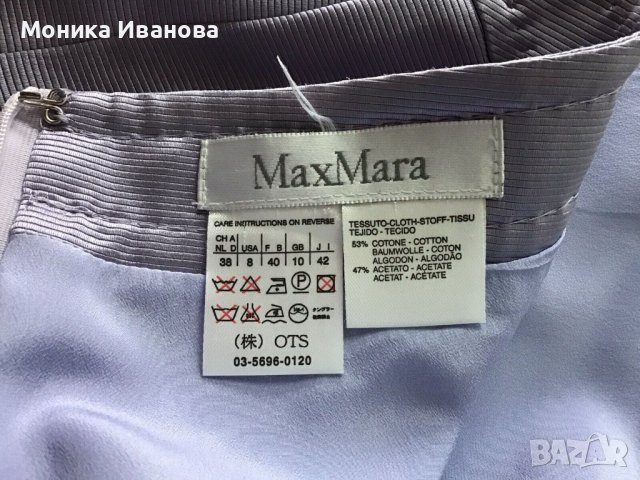 Моника Иванова
MaxMara
CARE INSTRUCTIONS ON REVERSE
CH A
NL D USA F B GB J I
38 8 40 10 42
(株) OTS
03-5696-0120
TESSUTO-CLOTH-STOFF-TISSU
TEJIDO - TECIDO
53% COTONE - COTTON
BAUMWOLLE - COTON
ALGODON - ALGODÃO
47% ACETATO - ACETATE
ACETAT - ACÉTATE
BAZAR